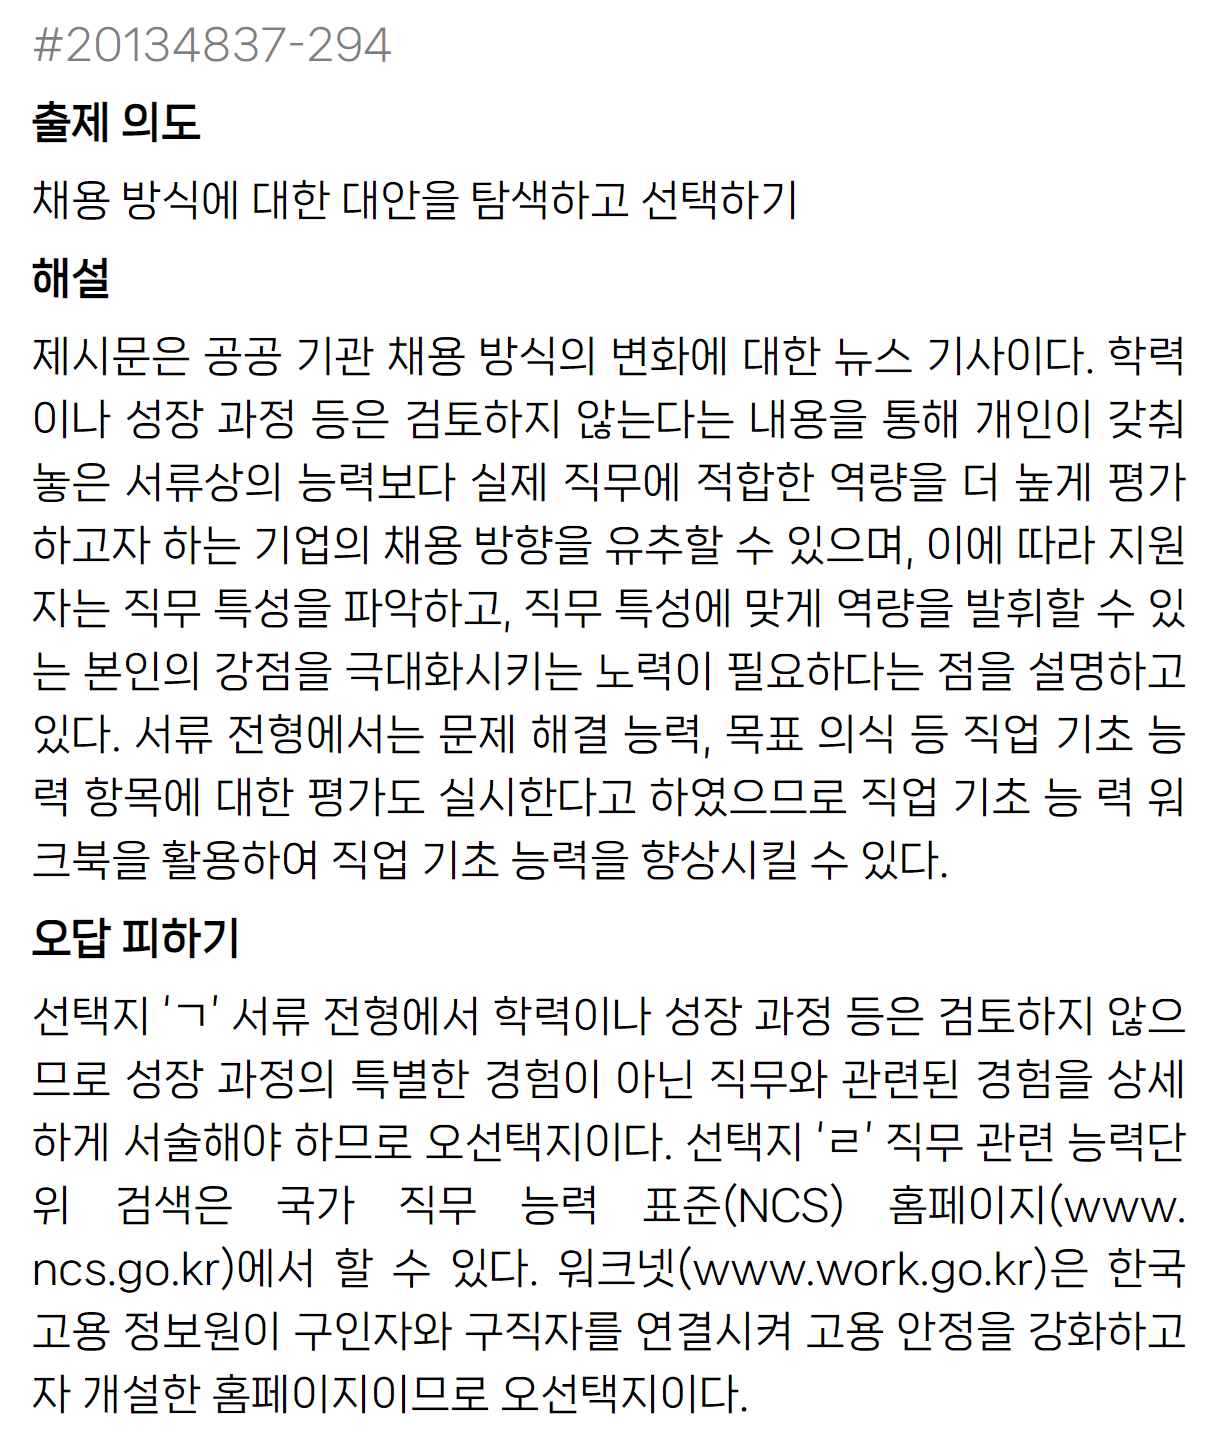 #20134837-294
출제 의도
채용 방식에 대한 대안을 탐색하고 선택하기
해설
제시문은 공공 기관 채용 방식의 변화에 대한 뉴스 기사이다. 학력
이나 성장 과정 등은 검토하지 않는다는 내용을 통해 개인이 갖춰
놓은 서류상의 능력보다 실제 직무에 적합한 역량을 더 높게 평가
하고자 하는 기업의 채용 방향을 유추할 수 있으며, 이에 따라 지원
자는 직무 특성을 파악하고, 직무 특성에 맞게 역량을 발휘할 수 있
는 본인의 강점을 극대화시키는 노력이 필요하다는 점을 설명하고
있다. 서류 전형에서는 문제 해결 능력, 목표 의식 등 직업 기초 능
력 항목에 대한 평가도 실시한다고 하였으므로 직업 기초 능 력 워
크북을 활용하여 직업 기초 능력을 향상시킬 수 있다.
오답 피하기
선택지 ‘ㄱ’ 서류 전형에서 학력이나 성장 과정 등은 검토하지 않으
므로 성장 과정의 특별한 경험이 아닌 직무와 관련된 경험을 상세
하게 서술해야 하므로 오선택지이다. 선택지 ‘ㄹ’ 직무 관련 능력단
위 검색은 국가 직무 능력 표준(NCS) 홈페이지(www.
ncs.go.kr)에서 할 수 있다. 워크넷(www.work.go.kr)은 한국
고용 정보원이 구인자와 구직자를 연결시켜 고용 안정을 강화하고
자 개설한 홈페이지이므로 오선택지이다.